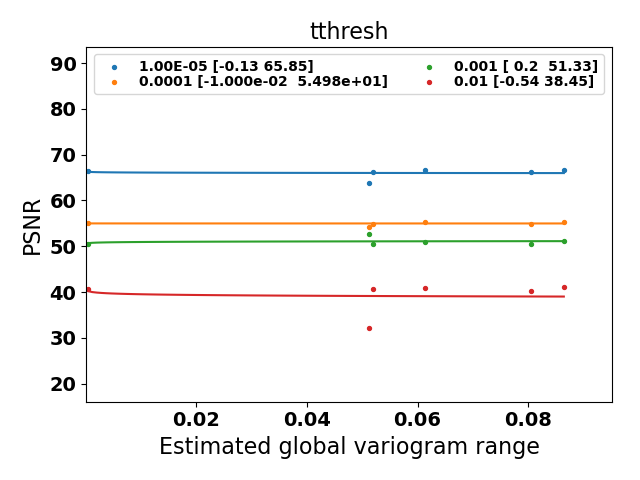 tthresh
1.00E-05 [-0.13 65.85]
0.0001 [-1.000e-02  5.498e+01]
0.001 [ 0.2  51.33]
0.01 [-0.54 38.45]
PSNR
90
80
70
60
50
40
30
20
0.02 0.04 0.06 0.08
Estimated global variogram range